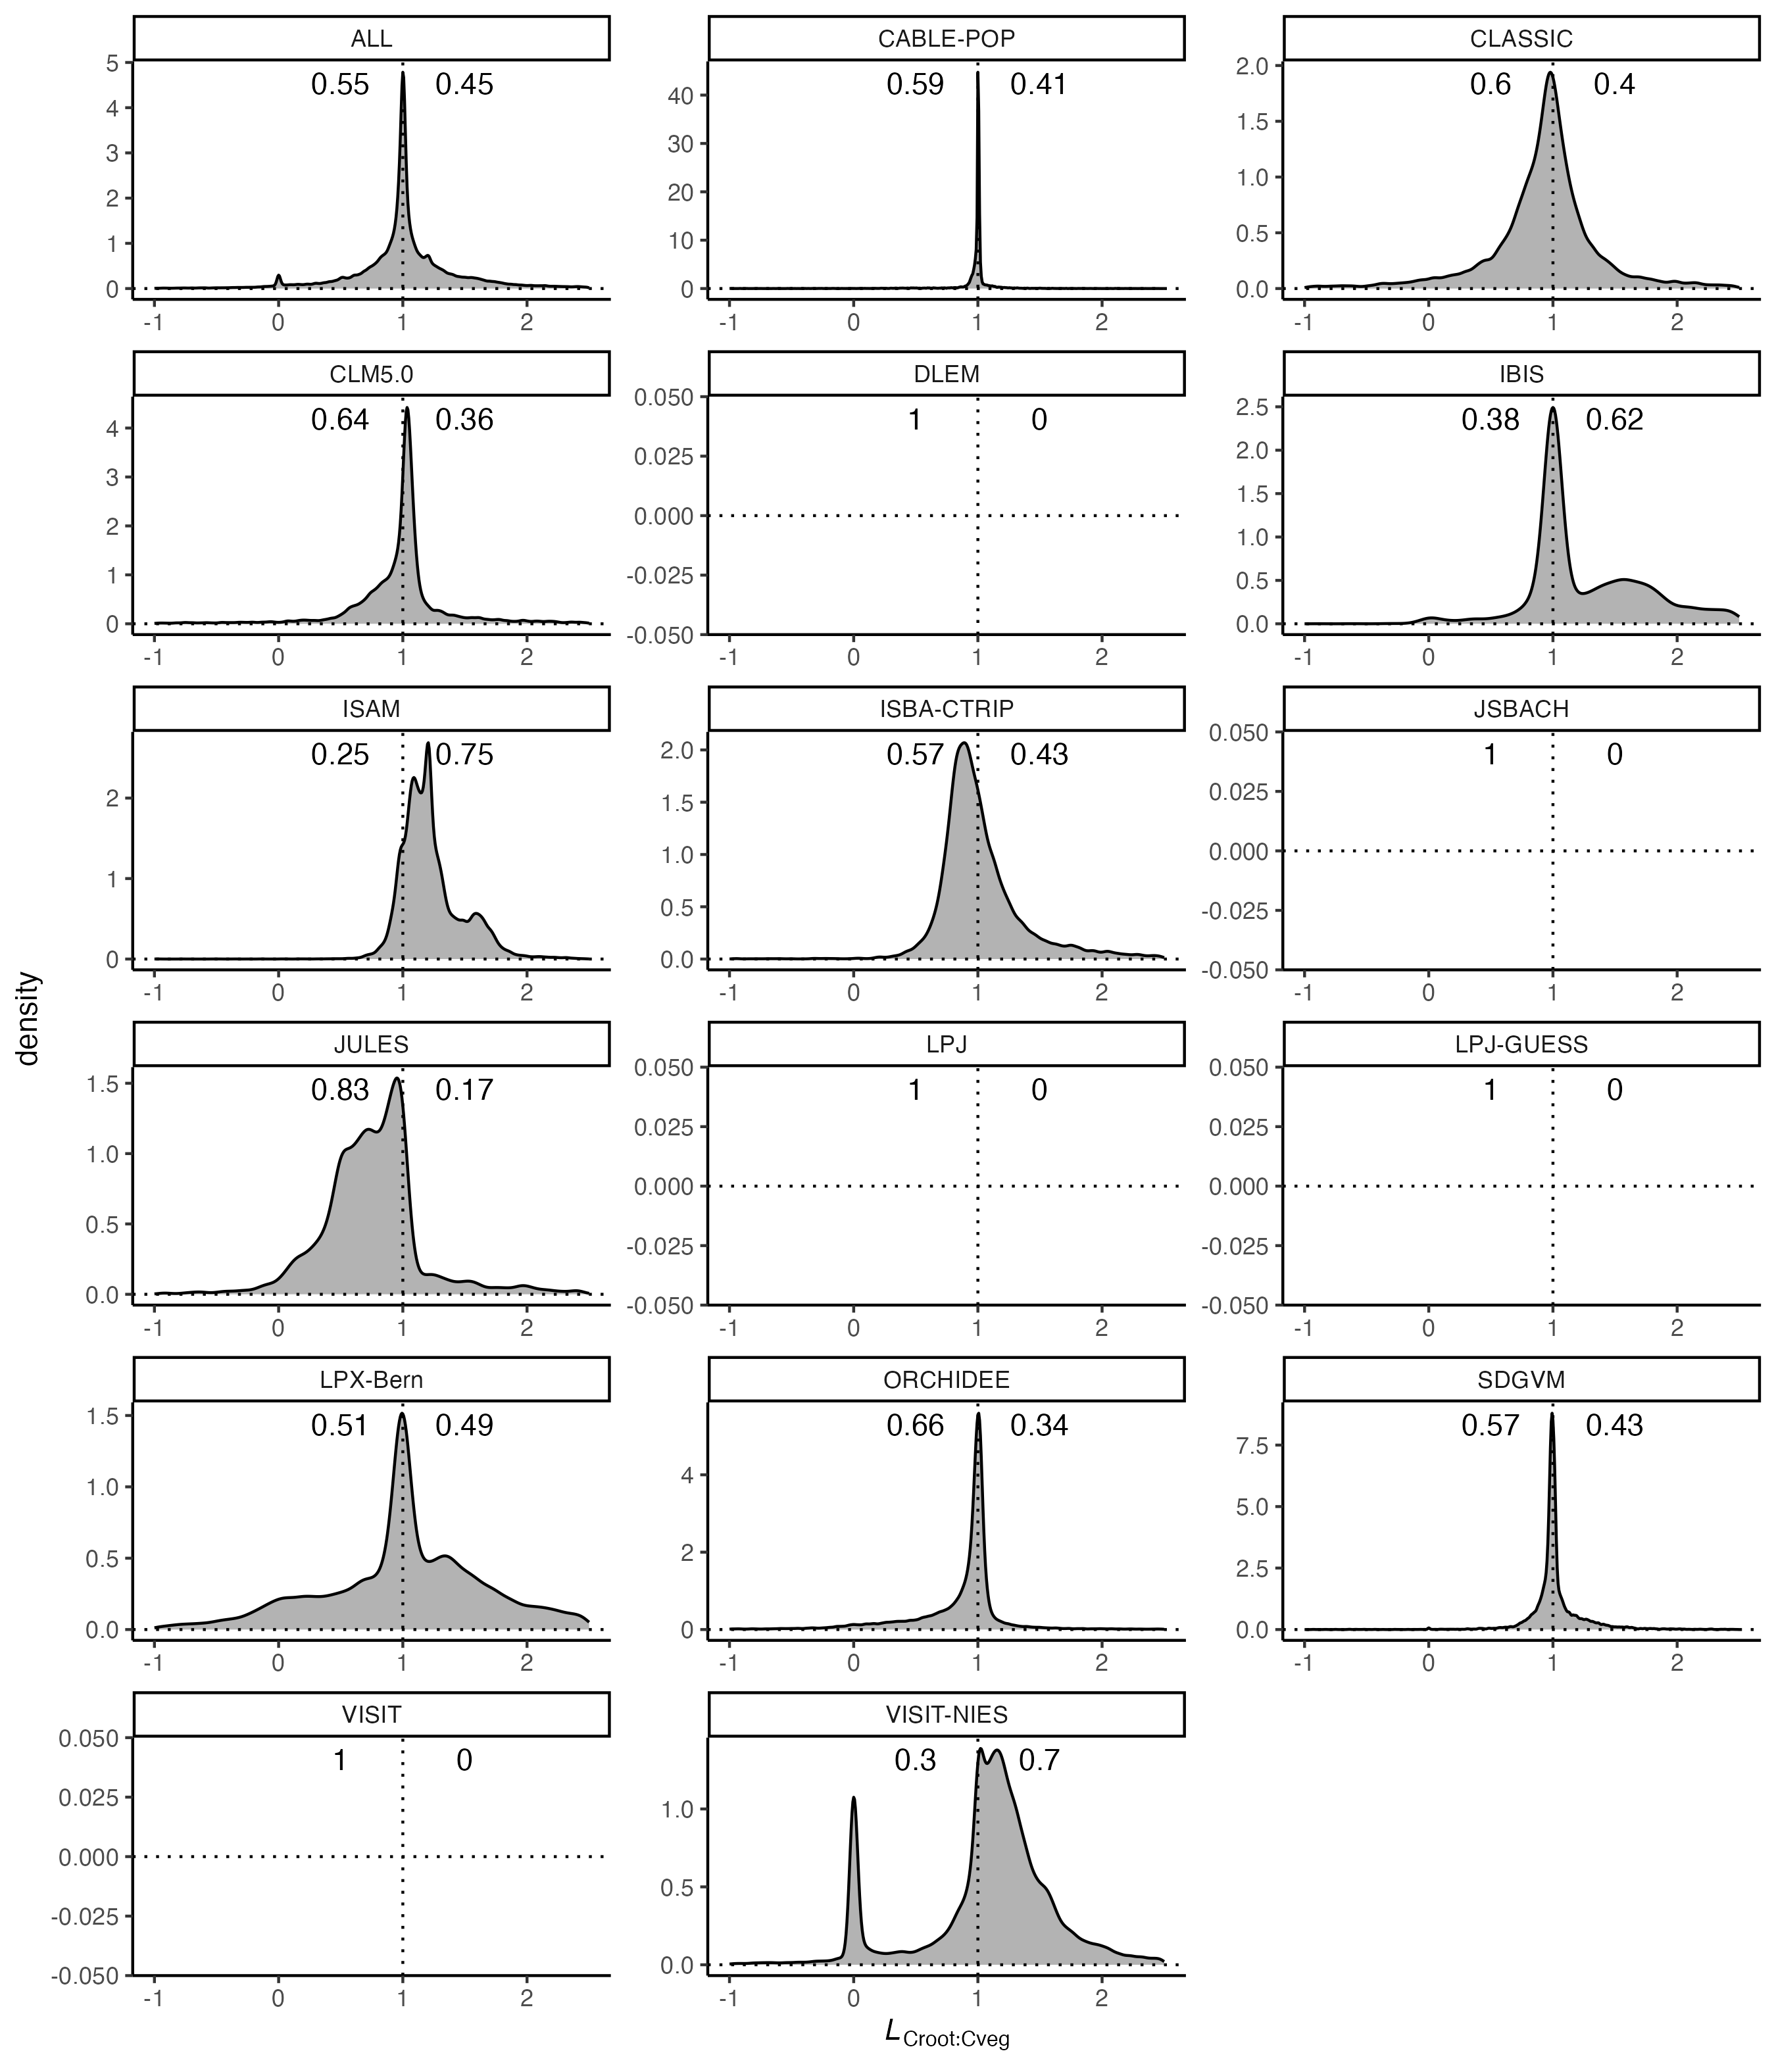 ALL
CABLE-POP
CLASSIC
0.55 0.45
0.59 0.41
0.6 0.4
5
4
3
2
1
0
40
30
20
10
0
2.0
1.5
1.0
0.5
0.0
-1 0 1 2
-1 0 1 2
-1 0 1 2
CLM5.0
DLEM
IBIS
0.64 0.36
1 0
0.38 0.62
4
3
2
1
0
0.050
0.025
0.000
-0.025
-0.050
2.5
2.0
1.5
1.0
0.5
0.0
-1 0 1 2
-1 0 1 2
-1 0 1 2
ISAM
ISBA-CTRIP
JSBACH
0.25 0.75
0.57 0.43
1 0
2
1
0
2.0
1.5
1.0
0.5
0.0
0.050
0.025
0.000
-0.025
-0.050
-1 0 1 2
-1 0 1 2
-1 0 1 2
density
JULES
LPJ
LPJ-GUESS
0.83 0.17
1 0
1 0
1.5
1.0
0.5
0.0
0.050
0.025
0.000
-0.025
-0.050
0.050
0.025
0.000
-0.025
-0.050
-1 0 1 2
-1 0 1 2
-1 0 1 2
LPX-Bern
ORCHIDEE
SDGVM
0.51 0.49
0.66 0.34
0.57 0.43
1.5
1.0
0.5
0.0
4
2
0
7.5
5.0
2.5
0.0
-1 0 1 2
-1 0 1 2
-1 0 1 2
VISIT
VISIT-NIES
1 0
0.3 0.7
0.050
0.025
0.000
-0.025
-0.050
1.0
0.5
0.0
-1 0 1 2
-1 0 1 2
L Croot:Cveg